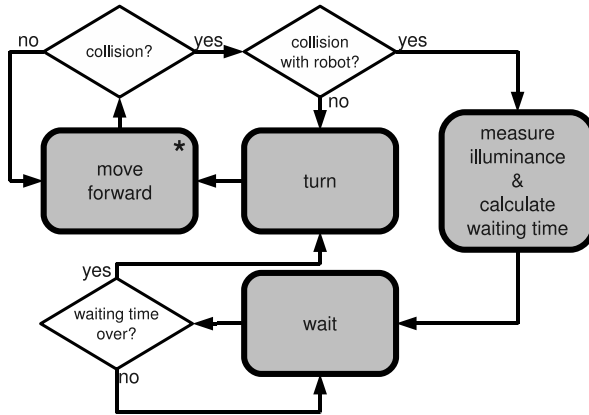 no
collision?
yes
collision
with robot?
yes
no
move
forward
*
turn
measure
illuminance
&
calculate
waiting time
yes
waiting time
over?
no
wait